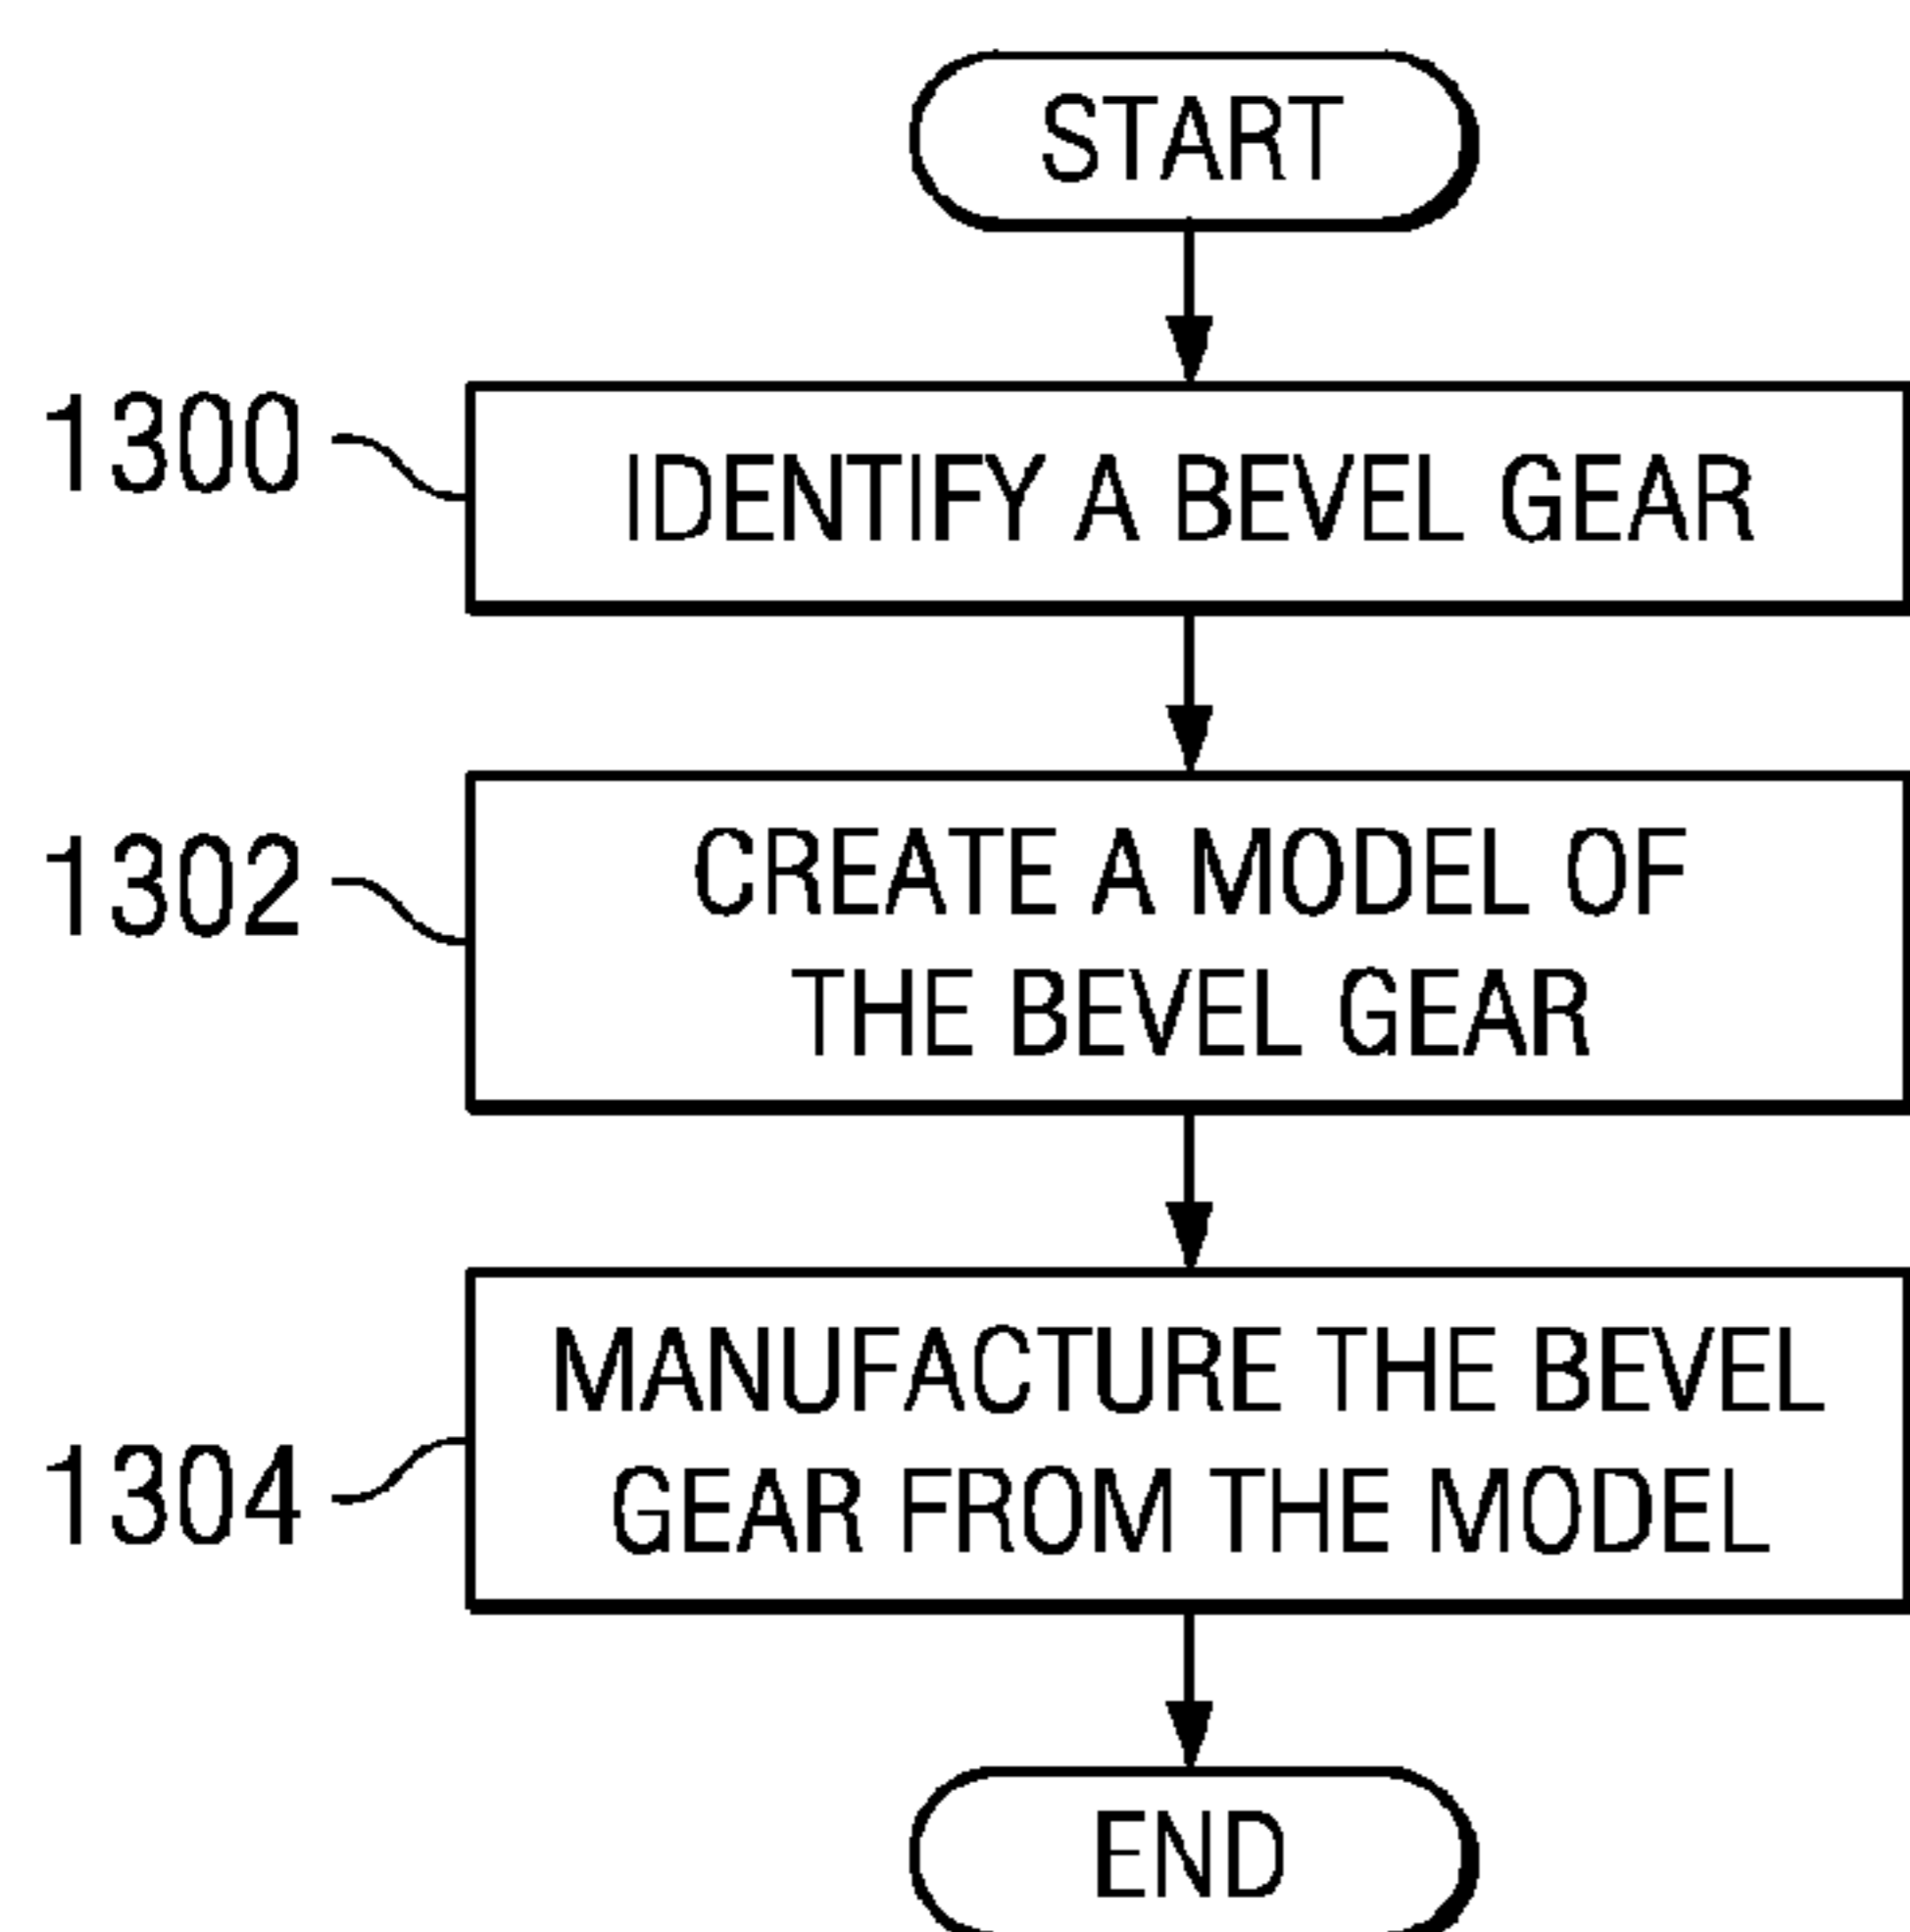 START
1300
IDENTIFY A BEVEL GEAR
1302
CREATE A MODEL OF
THE BEVEL GEAR
1304
MANUFACTURE THE BEVEL
GEAR FROM THE MODEL
END